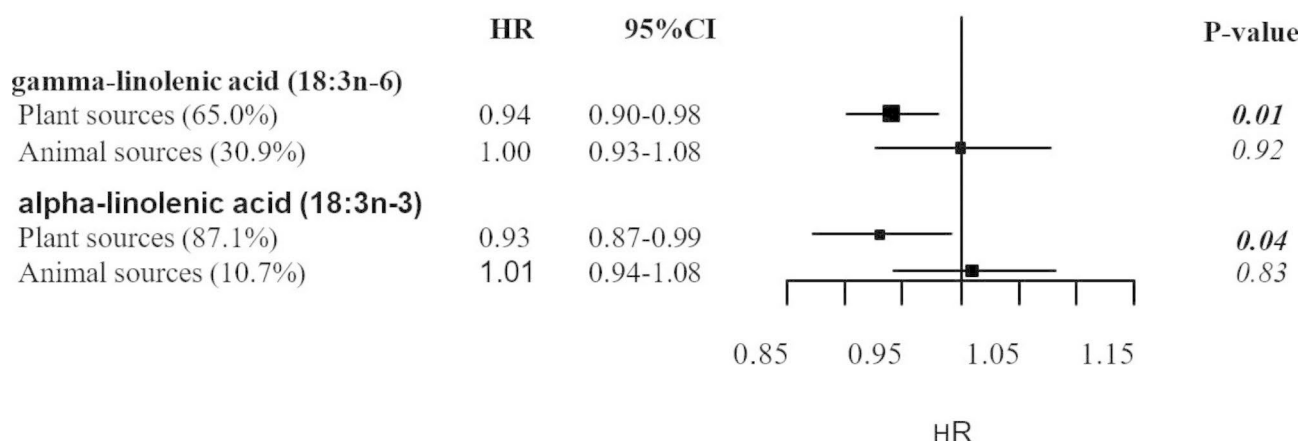 HR 95%CI P-value
gamma-linolenic acid (18:3n-6)
Plant sources (65.0%) 0.94 0.90-0.98 0.01
Animal sources (30.9%) 1.00 0.93-1.08 0.92
alpha-linolenic acid (18:3n-3)
Plant sources (87.1%) 0.93 0.87-0.99 0.04
Animal sources (10.7%) 1.01 0.94-1.08 0.83
0.85 0.95 1.05 1.15
HR